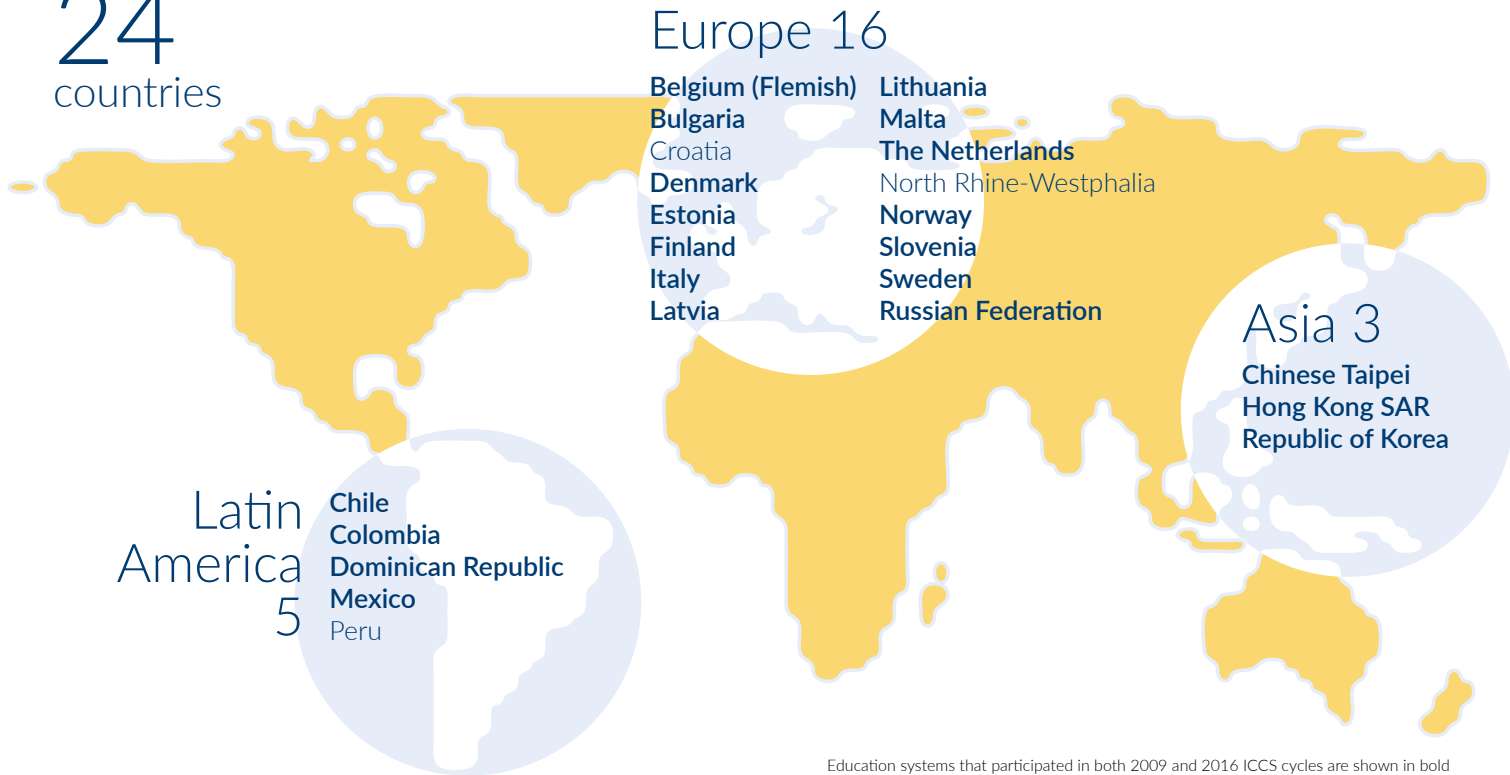 24
countries
Europe 16
Belgium (Flemish)
Bulgaria
Croatia
Denmark
Estonia
Finland
Italy
Latvia
Lithuania
Malta
The Netherlands
North Rhine-Westphalia
Norway
Slovenia
Sweden
Russian Federation
Asia 3
Chinese Taipei
Hong Kong SAR
Republic of Korea
Latin
America
5
Chile
Colombia
Dominican Republic
Mexico
Peru
Education systems that participated in both 2009 and 2016 ICCS cycles are shown in bold